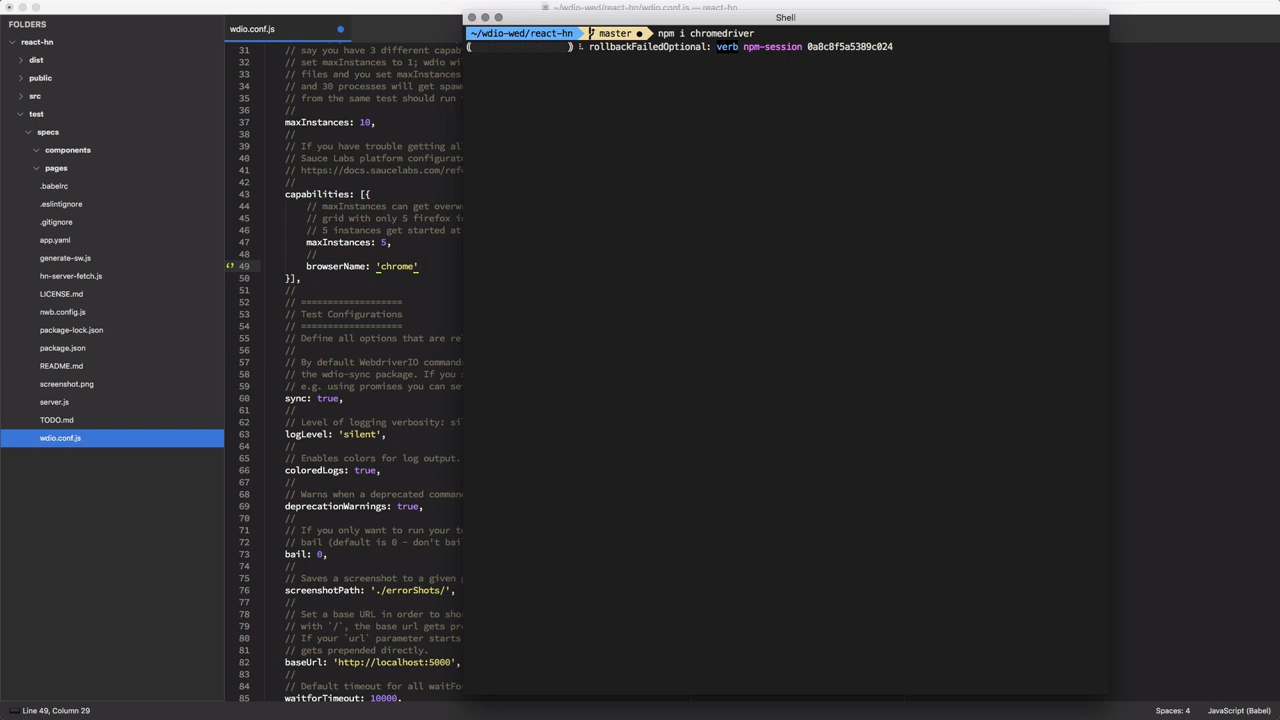 ~/wdio-wed/react-hn/wdio.conf.js — react-hn
FOLDERS
react-hn
dist
public
src
test
specs
components
pages
.babelrc
.eslintignore
.gitignore
app.yaml
generate-sw.js
hn-server-fetch.js
LICENSE.md
nwb.config.js
package-lock.json
package.json
README.md
screenshot.png
server.js
TODO.md
wdio.conf.js
wdio.conf.js
31 // say you have 3 different capab
32 // set maxInstances to 1; wdio wi
33 // files and you set maxInstances
34 // and 30 processes will get spaw
35 // from the same test should run
36 //
37 maxInstances: 10,
38 //
39 // If you have trouble getting al
40 // Sauce Labs platform configurat
41 // https://docs.saucelabs.com/ref
42 //
43 capabilities: [{
44 // maxInstances can get overw
45 // grid with only 5 firefox i
46 // 5 instances get started at
47 maxInstances: 5,
48 //
49 browserName: 'chrome'
50 }],
51 //
52 // ===================
53 // Test Configurations
54 // ===================
55 // Define all options that are re
56 //
57 // By default WebdriverIO command
58 // the wdio-sync package. If you
59 // e.g. using promises you can se
60 sync: true,
61 //
62 // Level of logging verbosity: si
63 logLevel: 'silent',
64 //
65 // Enables colors for log output.
66 coloredLogs: true,
67 //
68 // Warns when a deprecated comman
69 deprecationWarnings: true,
70 //
71 // If you only want to run your t
72 // bail (default is 0 - don't bai
73 bail: 0,
74 //
75 // Saves a screenshot to a given
76 screenshotPath: './errorShots/',
77 //
78 // Set a base URL in order to sho
79 // with `/`, the base url gets pr
80 // If your `url` parameter starts
81 // gets prepended directly.
82 baseUrl: 'http://localhost:5000',
83 //
84 // Default timeout for all waitFo
85 waitforTimeout: 10000,
Shell
~/wdio-wed/react-hn master ● npm i chromedriver
rollbackFailedOptional: verb npm-session 0a8c8f5a5389c024
Line 49, Column 29
Spaces: 4
JavaScript (Babel)